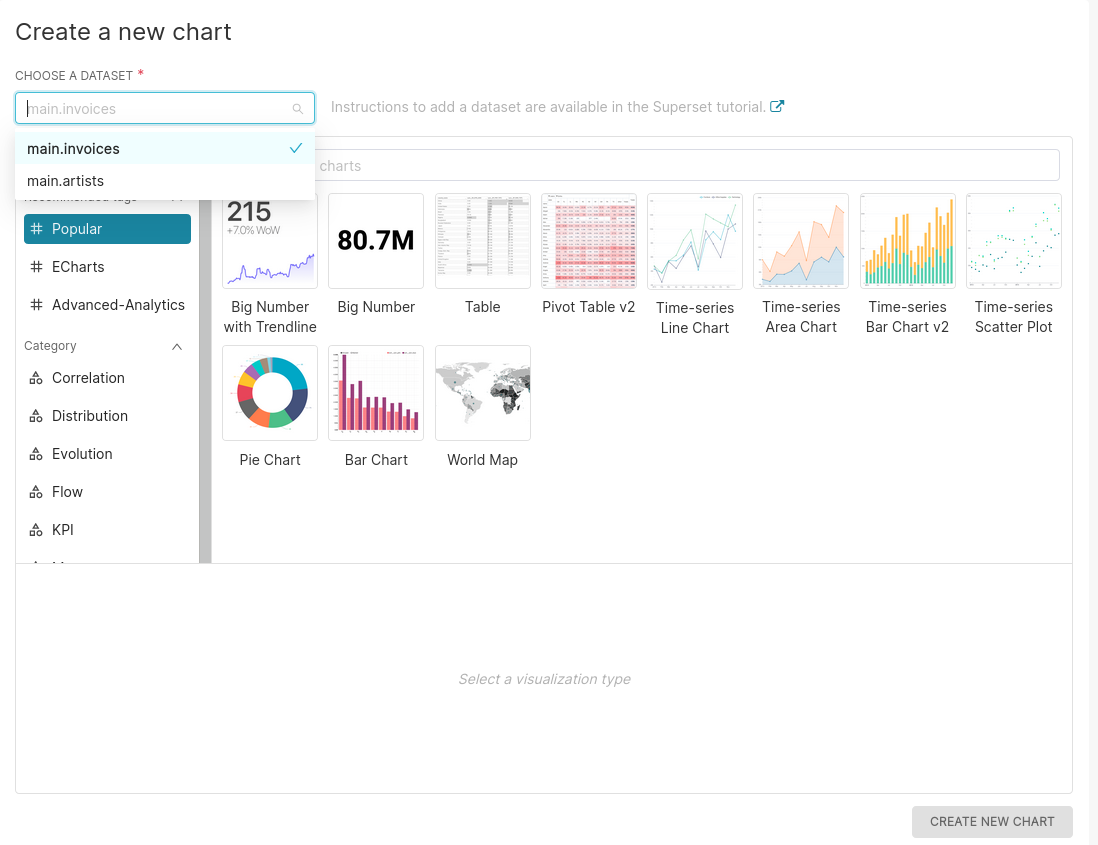 Create a new chart
CHOOSE A DATASET *
main.invoices
Instructions to add a dataset are available in the Superset tutorial.
main.invoices
main.artists
charts
Recommended tags
# Popular
# ECharts
# Advanced-Analytics
Category
Correlation
Distribution
Evolution
Flow
KPI
215
+7.0% WoW
80.7M
Big Number
with Trendline
Big Number
Table
Pivot Table v2
Time-series
Line Chart
Time-series
Area Chart
Time-series
Bar Chart v2
Time-series
Scatter Plot
Pie Chart
Bar Chart
World Map
Select a visualization type
CREATE NEW CHART